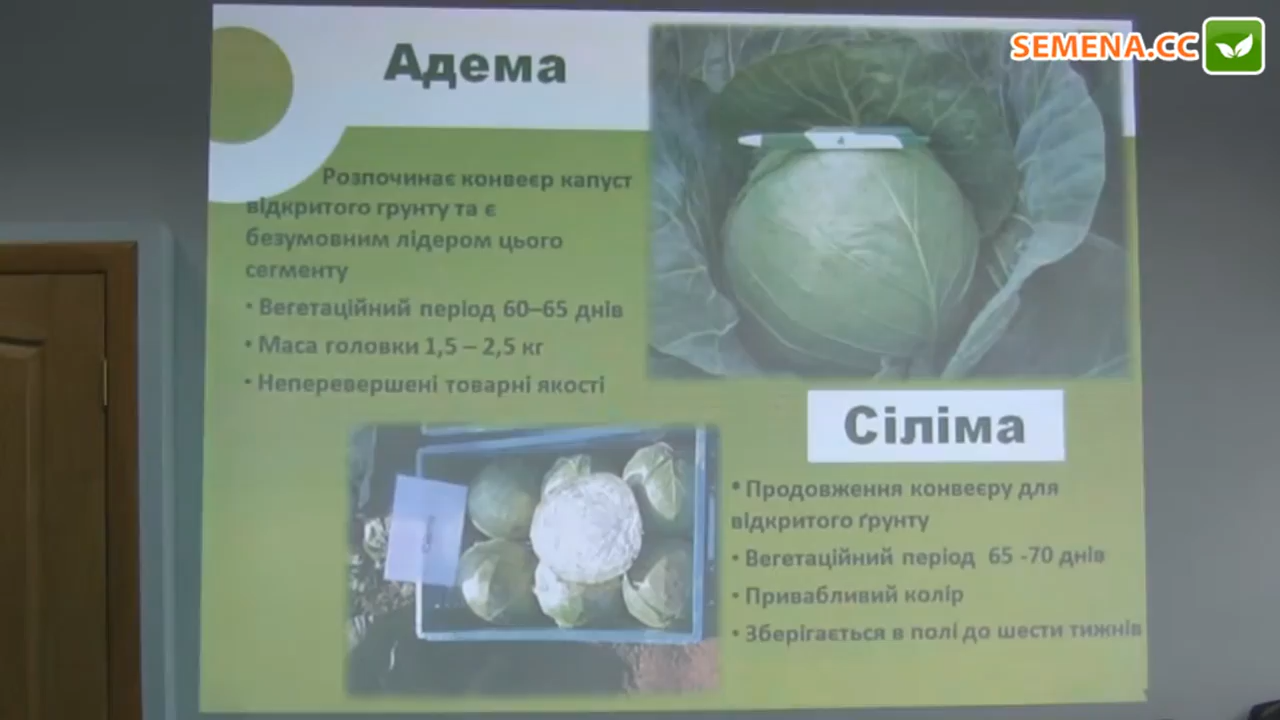 SEMENA.CC
Адема
Розпочинає конвеєр капуст
відкритого грунту та є
безумовним лідером цього
сегменту
• Вегетаційний період 60–65 днів
• Маса головки 1,5 – 2,5 кг
• Неперевершені товарні якості
Сіліма
• Продовження конвеєру для
відкритого ґрунту
• Вегетаційний період 65 -70 днів
• Привабливий колір
• Зберігається в полі до шести тижнів